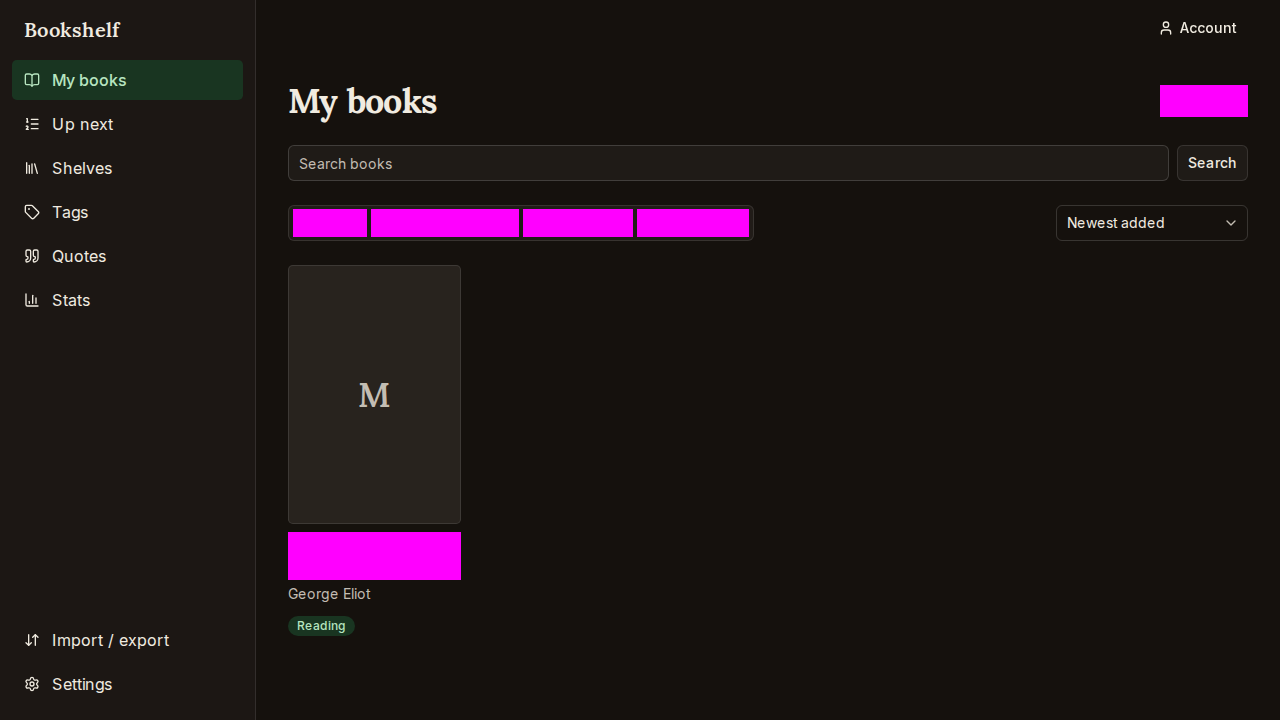 Bookshelf
My books
Up next
Shelves
Tags
Quotes
Stats
Import / export
Settings
Account
My books
Search books
Search
Newest added
M
George Eliot
Reading